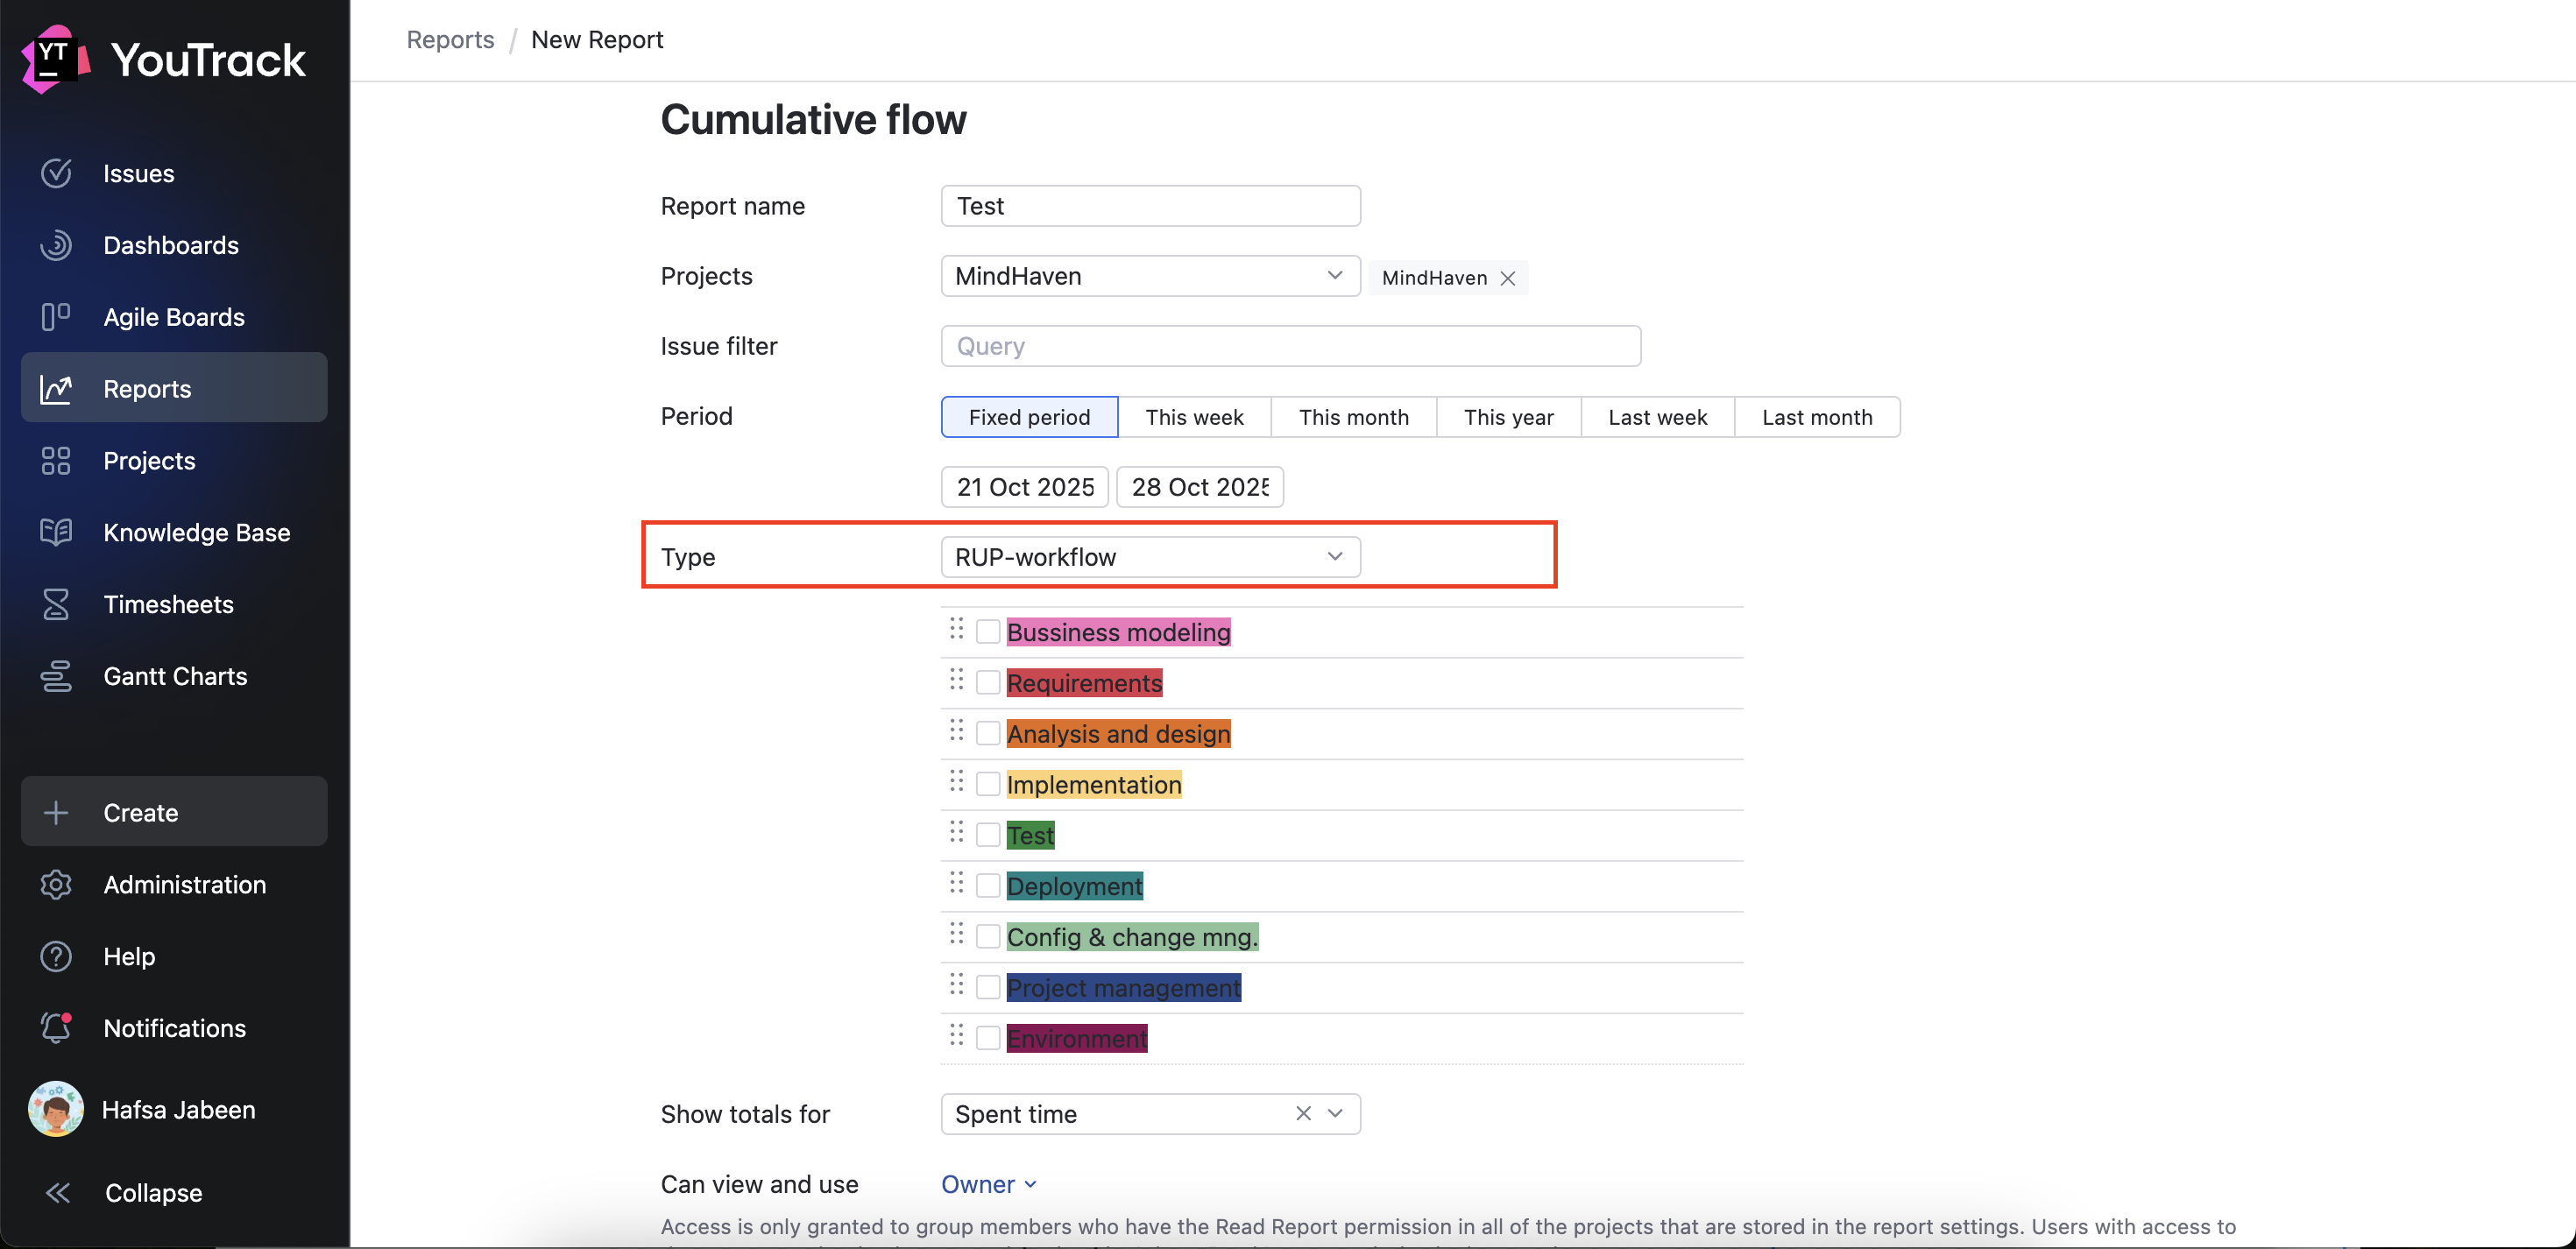 YT
YouTrack
Reports / New Report
Issues
Dashboards
Agile Boards
Reports
Projects
Knowledge Base
Timesheets
Gantt Charts
Create
Administration
Help
Notifications
Hafsa Jabeen
Collapse
Cumulative flow
Report name Test
Projects MindHaven MindHaven
Issue filter Query
Period Fixed period This week This month This year Last week Last month
21 Oct 2025 28 Oct 2025
Type RUP-workflow
Bussiness modeling
Requirements
Analysis and design
Implementation
Test
Deployment
Config & change mng.
Project management
Environment
Show totals for Spent time
Can view and use Owner
Access is only granted to group members who have the Read Report permission in all of the projects that are stored in the report settings. Users with access to